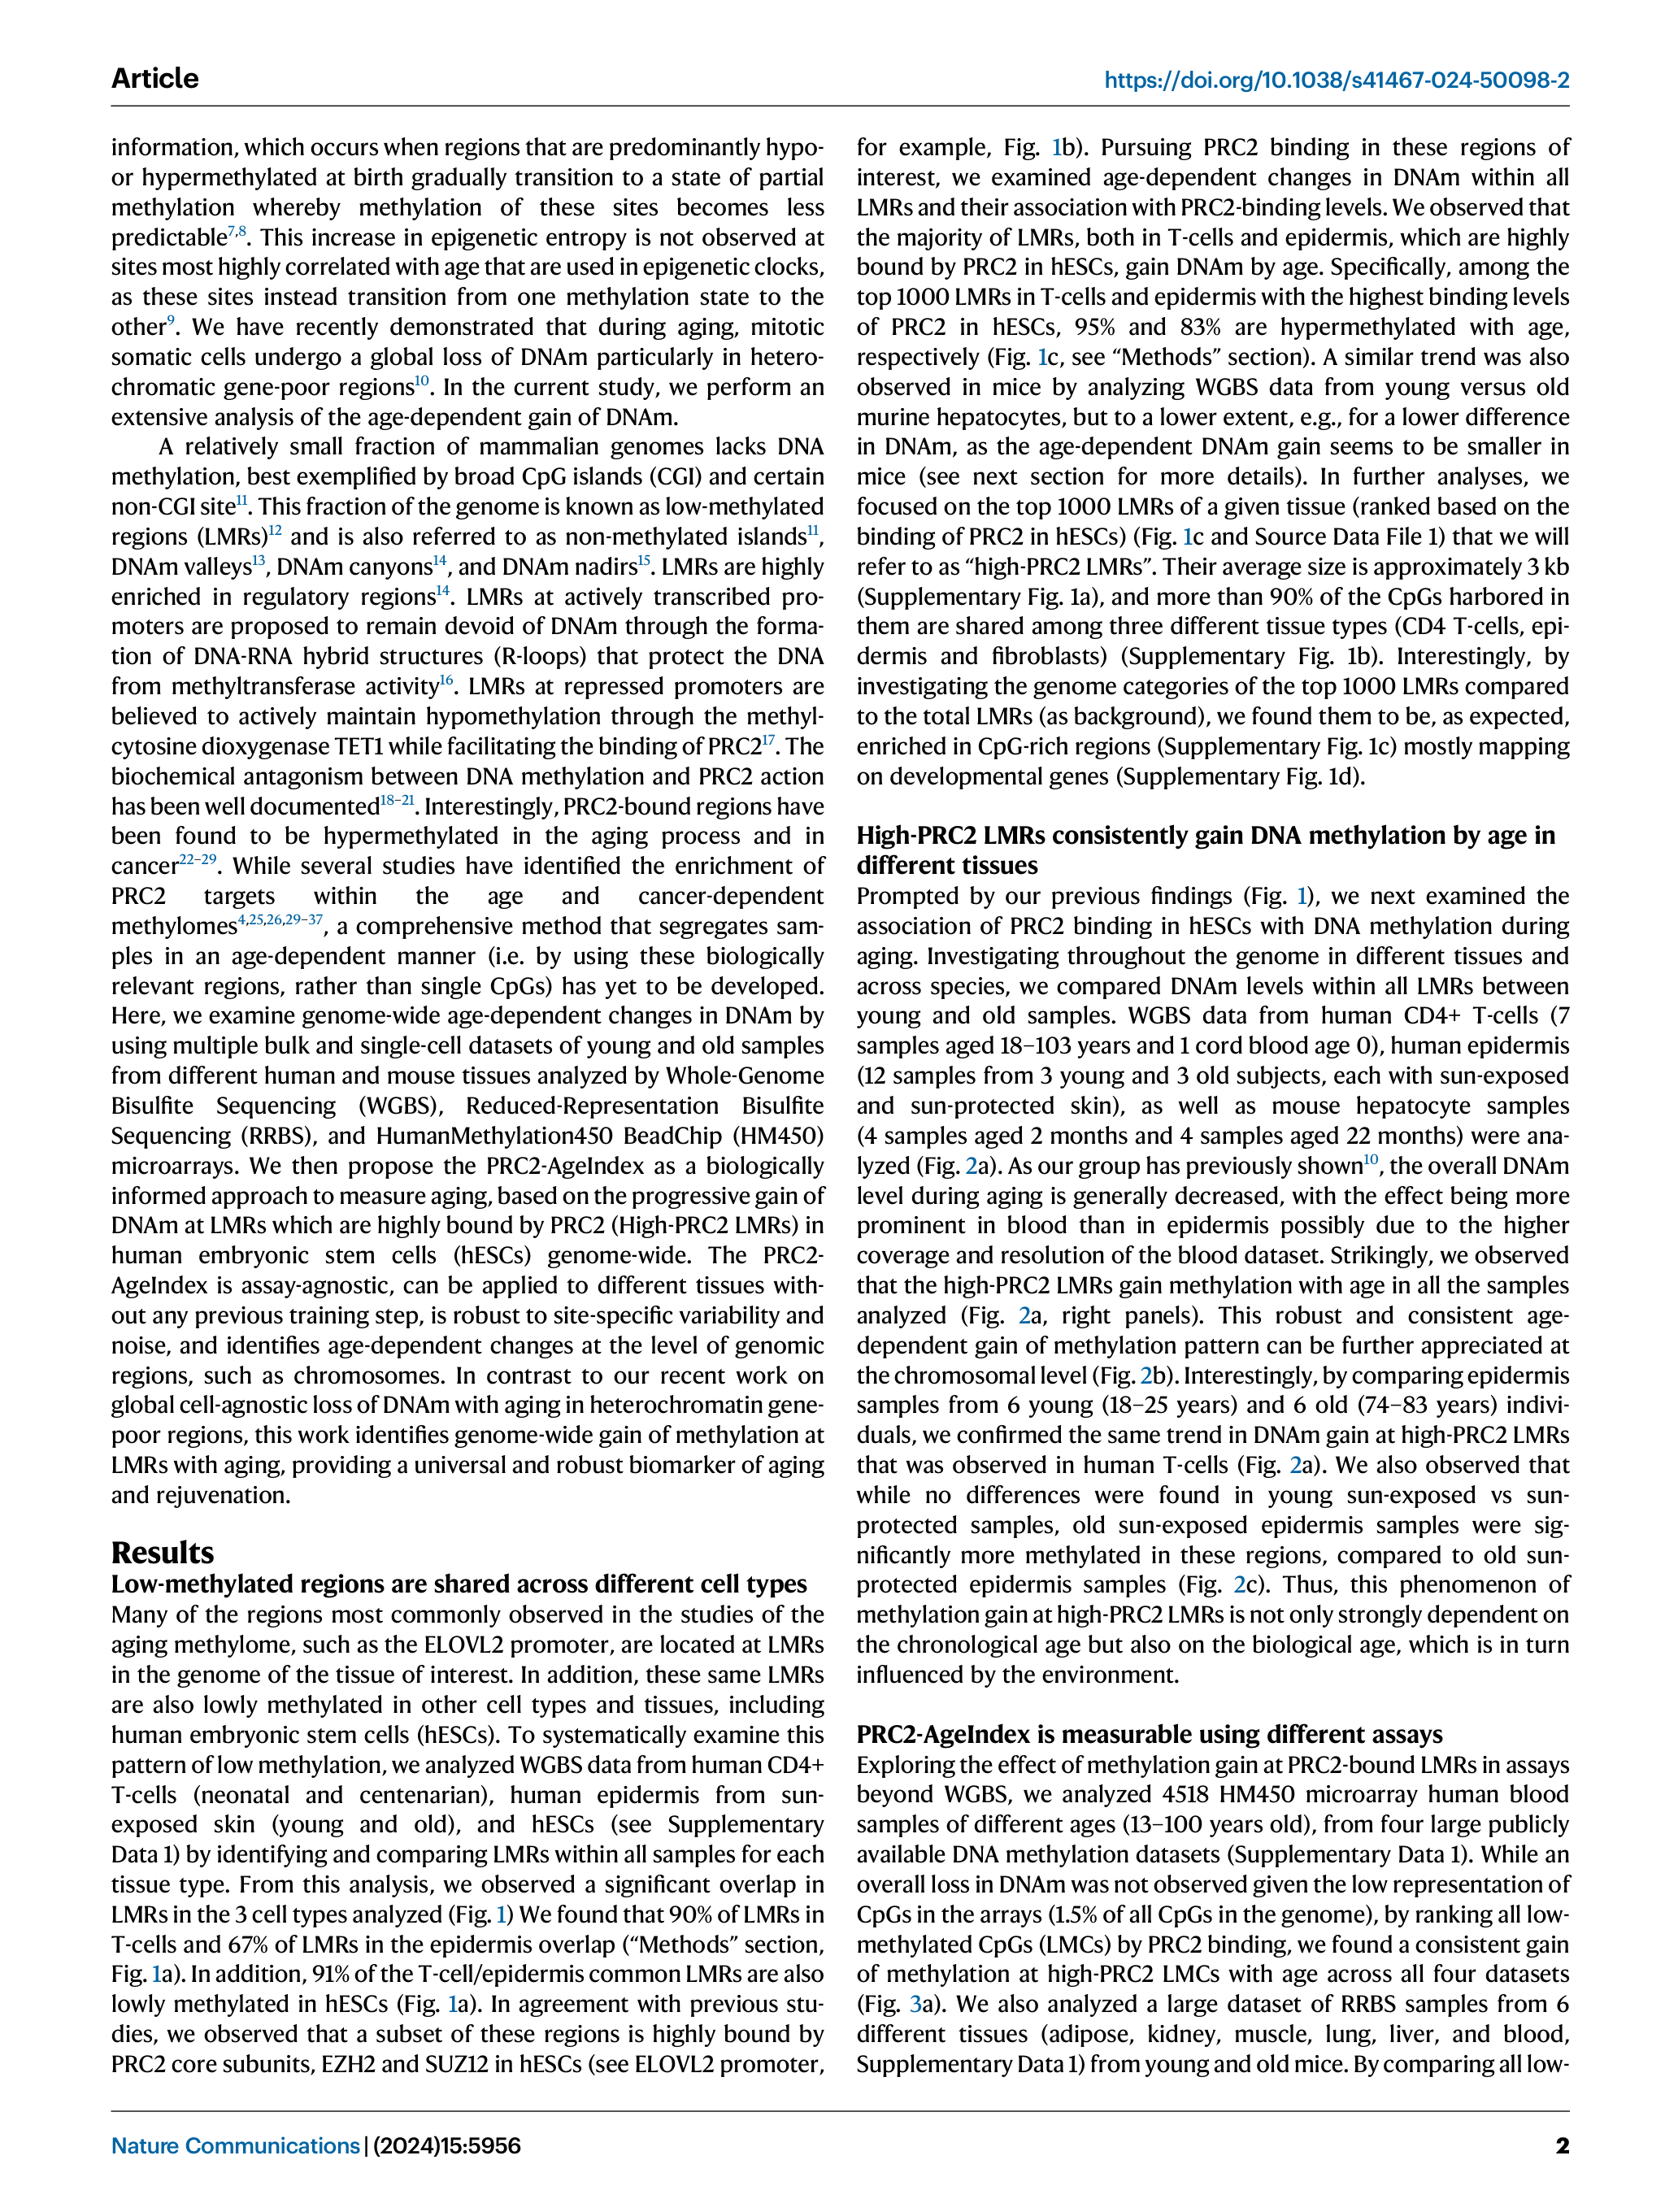 Article
https://doi.org/10.1038/s41467-024-50098-2
information, which occurs when regions that are predominantly hypo-
or hypermethylated at birth gradually transition to a state of partial
methylation whereby methylation of these sites becomes less
predictable7,8. This increase in epigenetic entropy is not observed at
sites most highly correlated with age that are used in epigenetic clocks,
as these sites instead transition from one methylation state to the
other9. We have recently demonstrated that during aging, mitotic
somatic cells undergo a global loss of DNAm particularly in hetero-
chromatic gene-poor regions10. In the current study, we perform an
extensive analysis of the age-dependent gain of DNAm.
A relatively small fraction of mammalian genomes lacks DNA
methylation, best exemplified by broad CpG islands (CGI) and certain
non-CGI site11. This fraction of the genome is known as low-methylated
regions (LMRs)12 and is also referred to as non-methylated islands11,
DNAm valleys13, DNAm canyons14, and DNAm nadirs15. LMRs are highly
enriched in regulatory regions14. LMRs at actively transcribed pro-
moters are proposed to remain devoid of DNAm through the forma-
tion of DNA-RNA hybrid structures (R-loops) that protect the DNA
from methyltransferase activity16. LMRs at repressed promoters are
believed to actively maintain hypomethylation through the methyl-
cytosine dioxygenase TET1 while facilitating the binding of PRC217. The
biochemical antagonism between DNA methylation and PRC2 action
has been well documented18–21. Interestingly, PRC2-bound regions have
been found to be hypermethylated in the aging process and in
cancer22–29. While several studies have identified the enrichment of
PRC2 targets within the age and cancer-dependent
methylomes4,25,26,29–37, a comprehensive method that segregates sam-
ples in an age-dependent manner (i.e. by using these biologically
relevant regions, rather than single CpGs) has yet to be developed.
Here, we examine genome-wide age-dependent changes in DNAm by
using multiple bulk and single-cell datasets of young and old samples
from different human and mouse tissues analyzed by Whole-Genome
Bisulfite Sequencing (WGBS), Reduced-Representation Bisulfite
Sequencing (RRBS), and HumanMethylation450 BeadChip (HM450)
microarrays. We then propose the PRC2-AgeIndex as a biologically
informed approach to measure aging, based on the progressive gain of
DNAm at LMRs which are highly bound by PRC2 (High-PRC2 LMRs) in
human embryonic stem cells (hESCs) genome-wide. The PRC2-
AgeIndex is assay-agnostic, can be applied to different tissues with-
out any previous training step, is robust to site-specific variability and
noise, and identifies age-dependent changes at the level of genomic
regions, such as chromosomes. In contrast to our recent work on
global cell-agnostic loss of DNAm with aging in heterochromatin gene-
poor regions, this work identifies genome-wide gain of methylation at
LMRs with aging, providing a universal and robust biomarker of aging
and rejuvenation.
Results
Low-methylated regions are shared across different cell types
Many of the regions most commonly observed in the studies of the
aging methylome, such as the ELOVL2 promoter, are located at LMRs
in the genome of the tissue of interest. In addition, these same LMRs
are also lowly methylated in other cell types and tissues, including
human embryonic stem cells (hESCs). To systematically examine this
pattern of low methylation, we analyzed WGBS data from human CD4+
T-cells (neonatal and centenarian), human epidermis from sun-
exposed skin (young and old), and hESCs (see Supplementary
Data 1) by identifying and comparing LMRs within all samples for each
tissue type. From this analysis, we observed a significant overlap in
LMRs in the 3 cell types analyzed (Fig. 1) We found that 90% of LMRs in
T-cells and 67% of LMRs in the epidermis overlap (“Methods” section,
Fig. 1a). In addition, 91% of the T-cell/epidermis common LMRs are also
lowly methylated in hESCs (Fig. 1a). In agreement with previous stu-
dies, we observed that a subset of these regions is highly bound by
PRC2 core subunits, EZH2 and SUZ12 in hESCs (see ELOVL2 promoter,
for example, Fig. 1b). Pursuing PRC2 binding in these regions of
interest, we examined age-dependent changes in DNAm within all
LMRs and their association with PRC2-binding levels. We observed that
the majority of LMRs, both in T-cells and epidermis, which are highly
bound by PRC2 in hESCs, gain DNAm by age. Specifically, among the
top 1000 LMRs in T-cells and epidermis with the highest binding levels
of PRC2 in hESCs, 95% and 83% are hypermethylated with age,
respectively (Fig. 1c, see “Methods” section). A similar trend was also
observed in mice by analyzing WGBS data from young versus old
murine hepatocytes, but to a lower extent, e.g., for a lower difference
in DNAm, as the age-dependent DNAm gain seems to be smaller in
mice (see next section for more details). In further analyses, we
focused on the top 1000 LMRs of a given tissue (ranked based on the
binding of PRC2 in hESCs) (Fig. 1c and Source Data File 1) that we will
refer to as “high-PRC2 LMRs”. Their average size is approximately 3 kb
(Supplementary Fig. 1a), and more than 90% of the CpGs harbored in
them are shared among three different tissue types (CD4 T-cells, epi-
dermis and fibroblasts) (Supplementary Fig. 1b). Interestingly, by
investigating the genome categories of the top 1000 LMRs compared
to the total LMRs (as background), we found them to be, as expected,
enriched in CpG-rich regions (Supplementary Fig. 1c) mostly mapping
on developmental genes (Supplementary Fig. 1d).
High-PRC2 LMRs consistently gain DNA methylation by age in
different tissues
Prompted by our previous findings (Fig. 1), we next examined the
association of PRC2 binding in hESCs with DNA methylation during
aging. Investigating throughout the genome in different tissues and
across species, we compared DNAm levels within all LMRs between
young and old samples. WGBS data from human CD4+ T-cells (7
samples aged 18–103 years and 1 cord blood age 0), human epidermis
(12 samples from 3 young and 3 old subjects, each with sun-exposed
and sun-protected skin), as well as mouse hepatocyte samples
(4 samples aged 2 months and 4 samples aged 22 months) were ana-
lyzed (Fig. 2a). As our group has previously shown10, the overall DNAm
level during aging is generally decreased, with the effect being more
prominent in blood than in epidermis possibly due to the higher
coverage and resolution of the blood dataset. Strikingly, we observed
that the high-PRC2 LMRs gain methylation with age in all the samples
analyzed (Fig. 2a, right panels). This robust and consistent age-
dependent gain of methylation pattern can be further appreciated at
the chromosomal level (Fig. 2b). Interestingly, by comparing epidermis
samples from 6 young (18–25 years) and 6 old (74–83 years) indivi-
duals, we confirmed the same trend in DNAm gain at high-PRC2 LMRs
that was observed in human T-cells (Fig. 2a). We also observed that
while no differences were found in young sun-exposed vs sun-
protected samples, old sun-exposed epidermis samples were sig-
nificantly more methylated in these regions, compared to old sun-
protected epidermis samples (Fig. 2c). Thus, this phenomenon of
methylation gain at high-PRC2 LMRs is not only strongly dependent on
the chronological age but also on the biological age, which is in turn
influenced by the environment.
PRC2-AgeIndex is measurable using different assays
Exploring the effect of methylation gain at PRC2-bound LMRs in assays
beyond WGBS, we analyzed 4518 HM450 microarray human blood
samples of different ages (13–100 years old), from four large publicly
available DNA methylation datasets (Supplementary Data 1). While an
overall loss in DNAm was not observed given the low representation of
CpGs in the arrays (1.5% of all CpGs in the genome), by ranking all low-
methylated CpGs (LMCs) by PRC2 binding, we found a consistent gain
of methylation at high-PRC2 LMCs with age across all four datasets
(Fig. 3a). We also analyzed a large dataset of RRBS samples from 6
different tissues (adipose, kidney, muscle, lung, liver, and blood,
Supplementary Data 1) from young and old mice. By comparing all low-
Nature Communications | (2024)15:5956
2